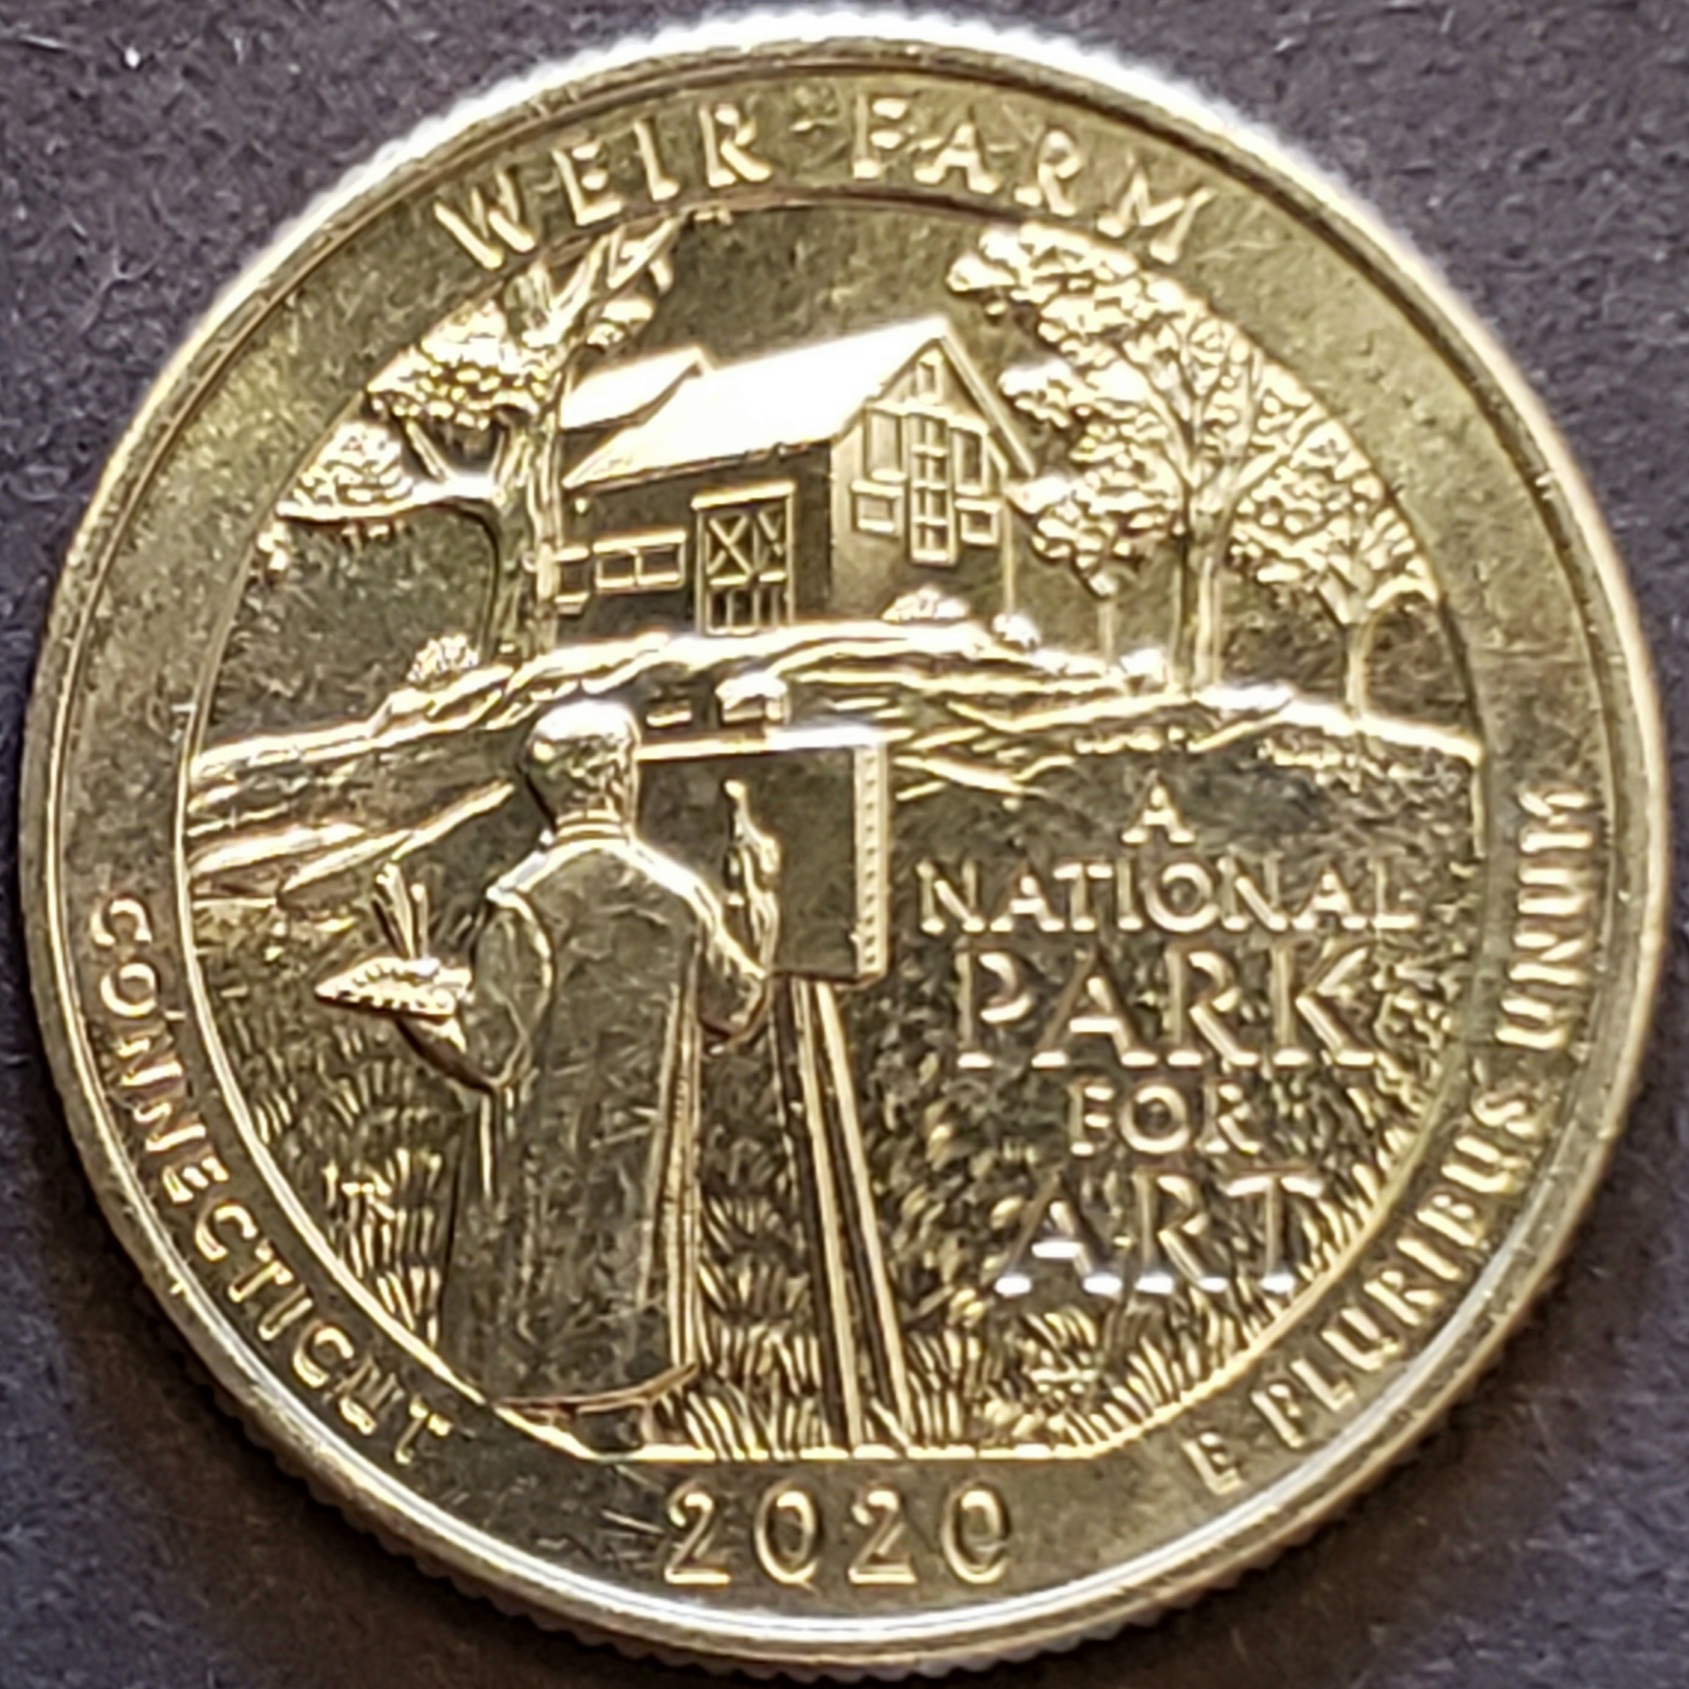 WEIR FARM
A
NATIONAL
PARK
FOR
ART
CONNECTICUT
2020
E PLURIBUS UNUM